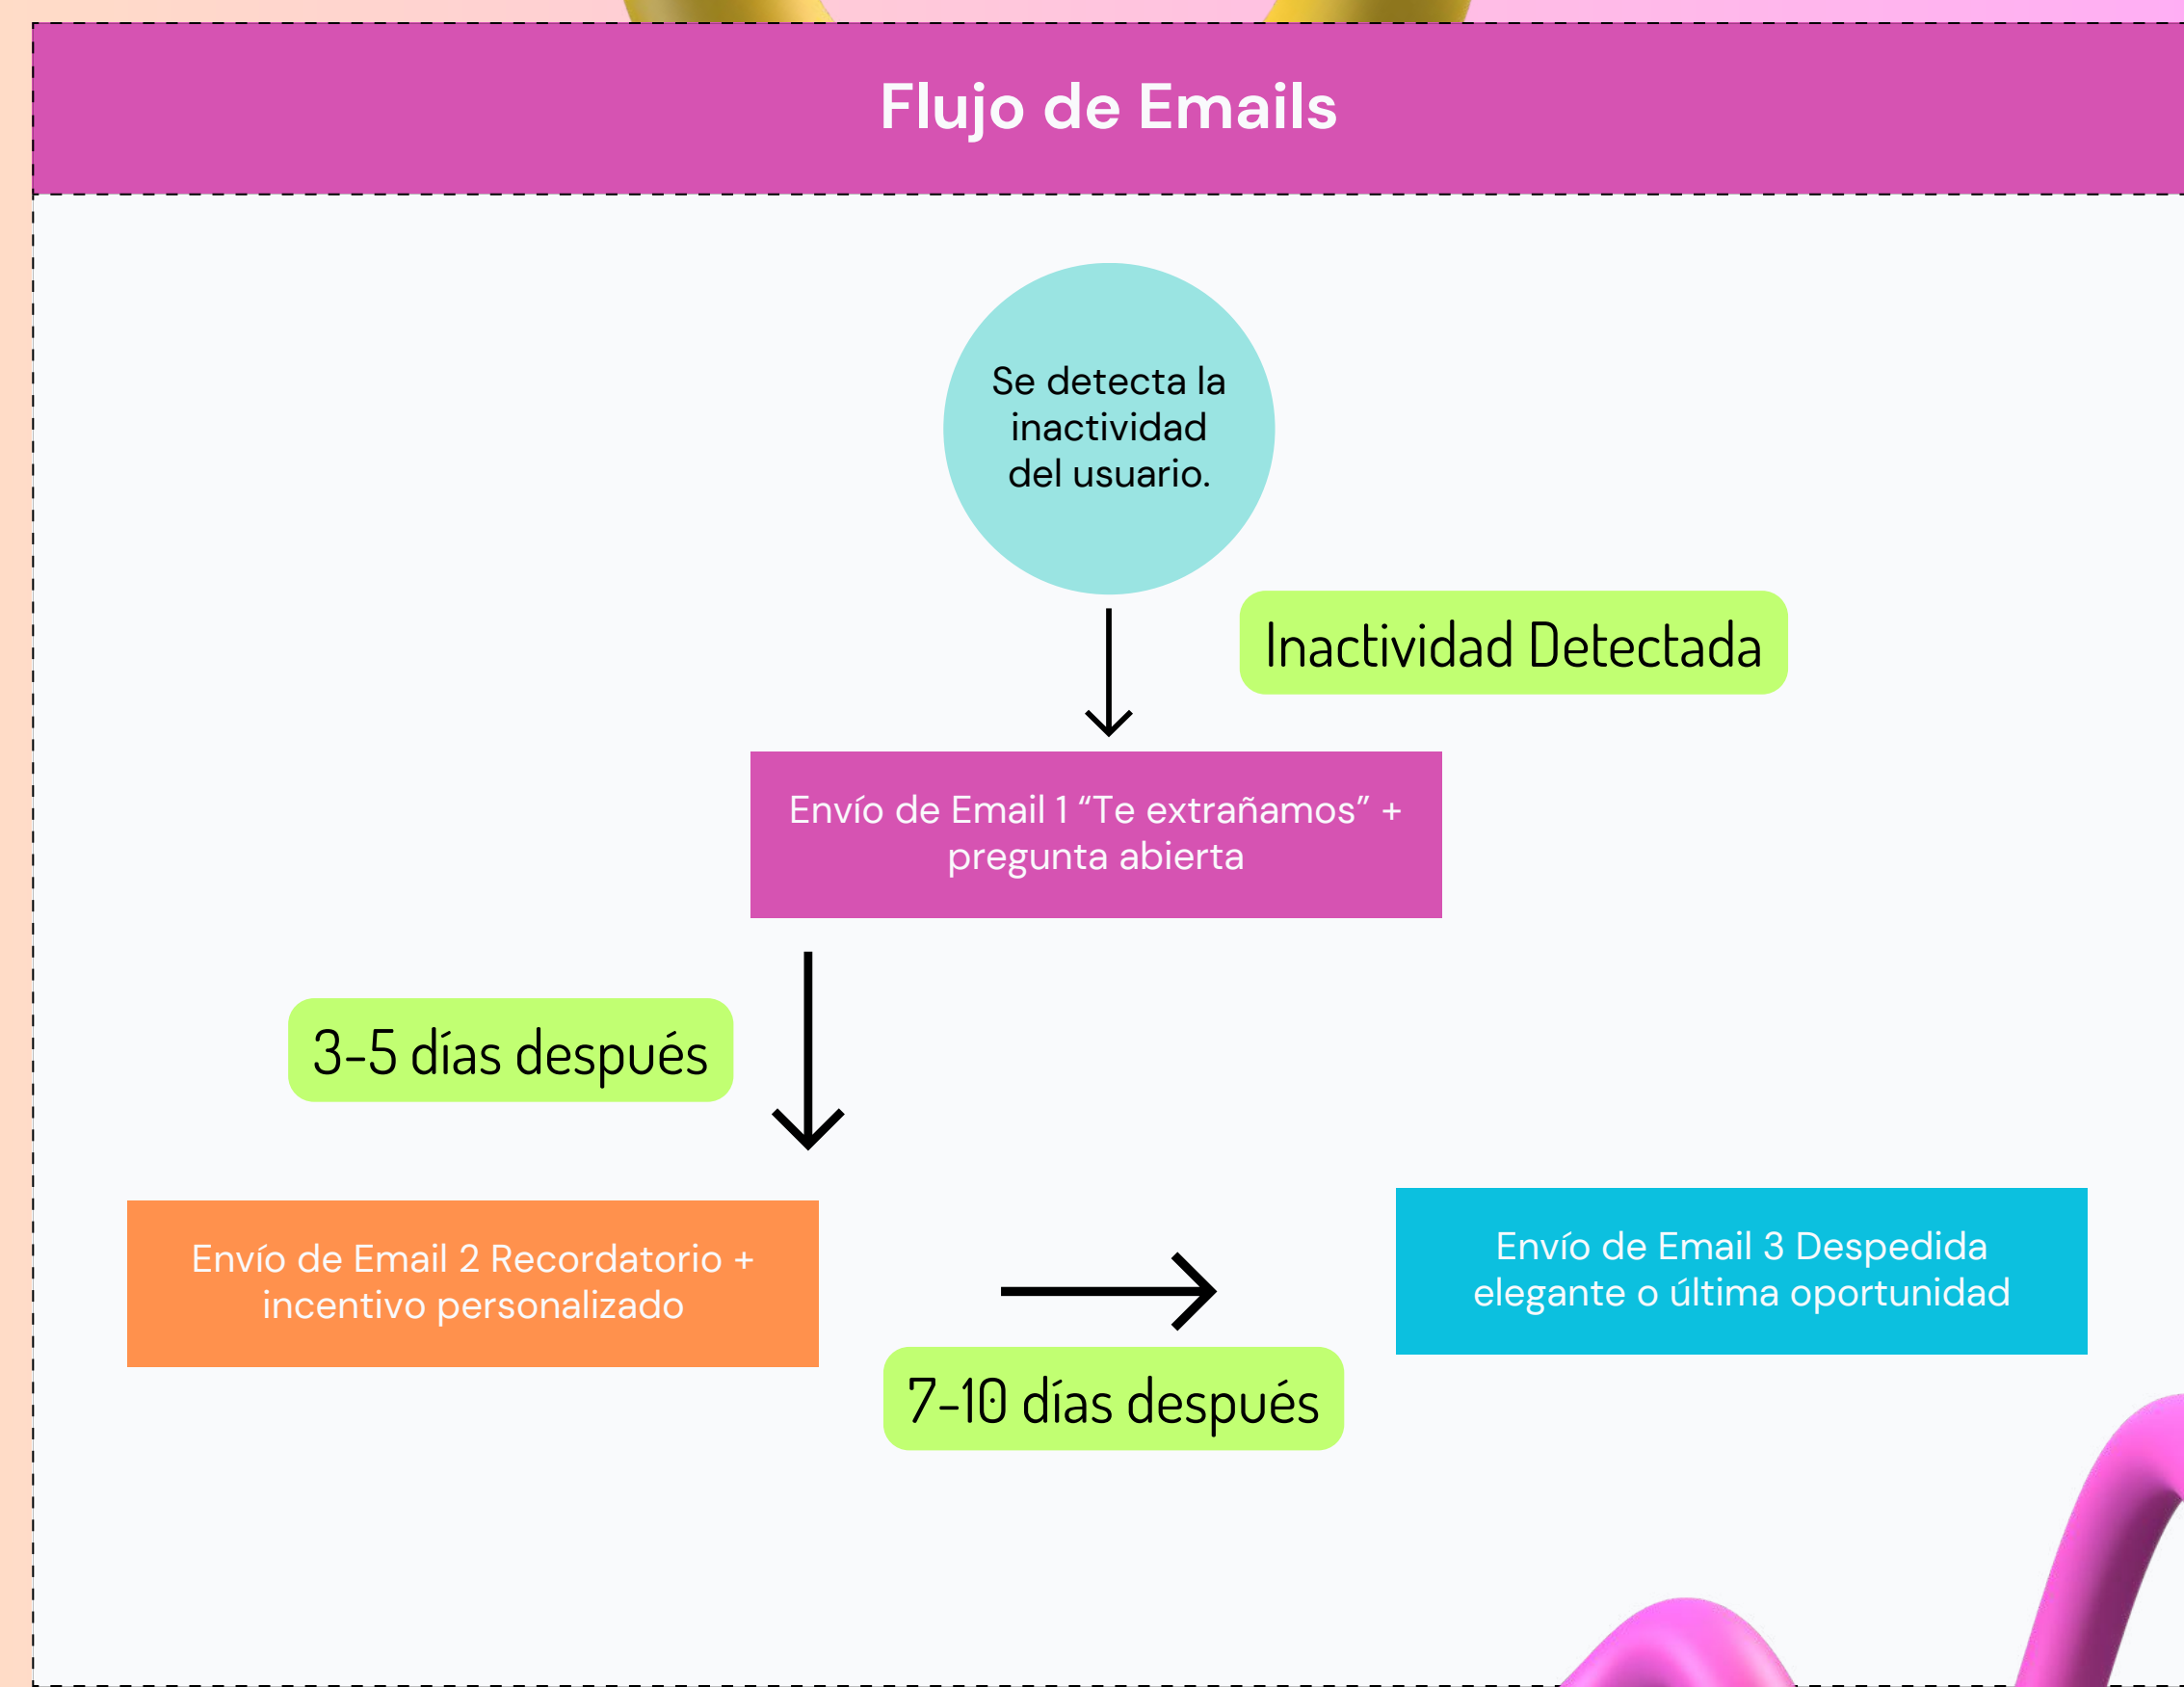 Flujo de Emails
Se detecta la
inactividad
del usuario.
Inactividad Detectada
Envío de Email 1 “Te extrañamos” +
pregunta abierta
3-5 días después
Envío de Email 2 Recordatorio +
incentivo personalizado
7-10 días después
Envío de Email 3 Despedida
elegante o última oportunidad